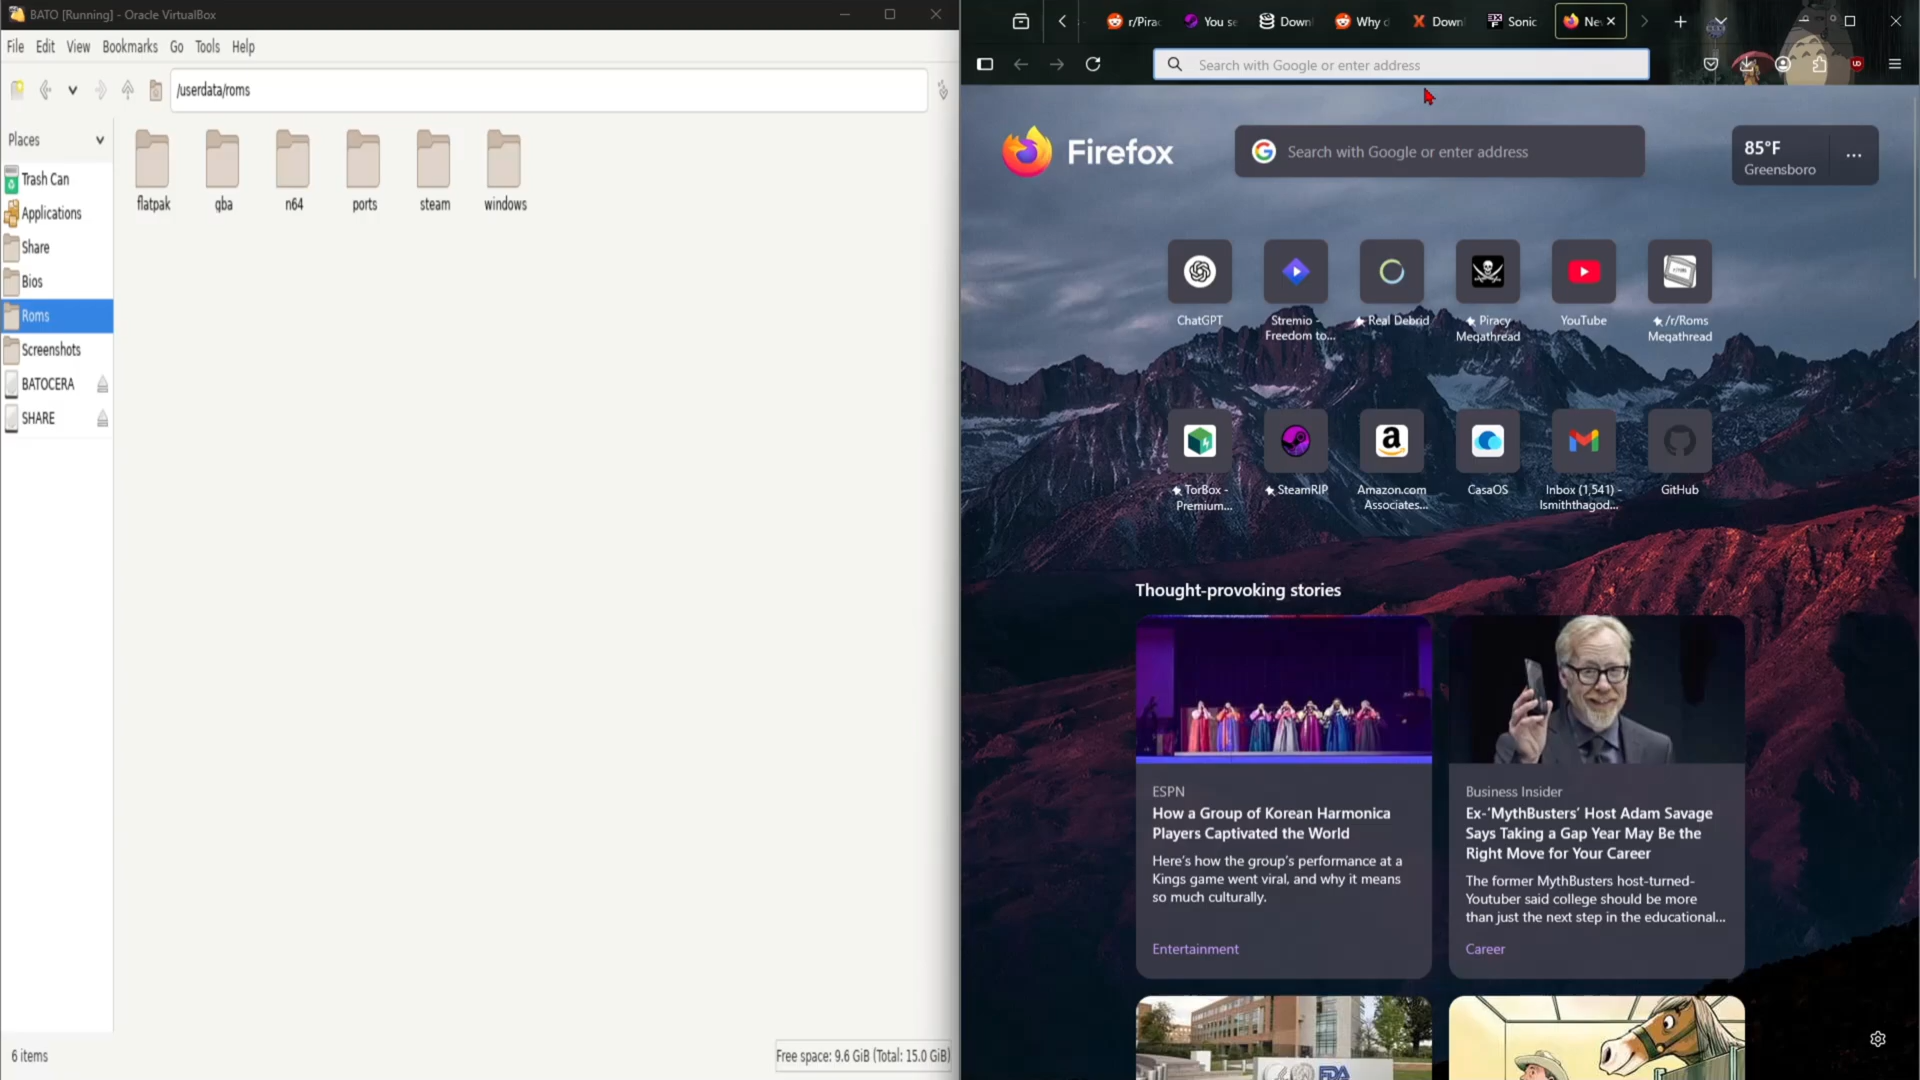 BATO [Running] - Oracle VirtualBox
File Edit View Bookmarks Go Tools Help
/userdata/roms
Places
Trash Can
Applications
Share
Bios
Roms
Screenshots
BATOCERA
SHARE
flatpak
gba
n64
ports
steam
windows
6 items
Free space: 9.6 GiB (Total: 15.0 GiB)
r/Pira
You se
Down
Why d
Down
Sonic
Ne
Search with Google or enter address
Firefox
Search with Google or enter address
85°F
Greensboro
ChatGPT
Stremio -
Freedom to...
Real Debrid
Piracy
Megathread
YouTube
/r/Roms
Megathread
TorBox -
Premium...
SteamRIP
Amazon.com
Associates...
CasaOS
Inbox (1,541) -
lsmiththagod...
GitHub
Thought-provoking stories
ESPN
How a Group of Korean Harmonica
Players Captivated the World
Here's how the group's performance at a
Kings game went viral, and why it means
so much culturally.
Entertainment
Business Insider
Ex-'MythBusters' Host Adam Savage
Says Taking a Gap Year May Be the
Right Move for Your Career
The former MythBusters host-turned-
Youtuber said college should be more
than just the next step in the educational...
Career
FDA